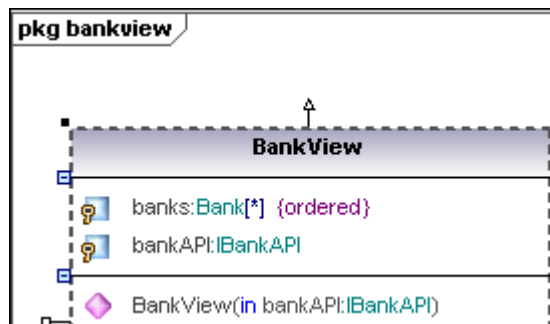 pkg bankview
BankView
banks:Bank[*] {ordered}
bankAPI:IBankAPI
BankView(in bankAPI:IBankAPI)